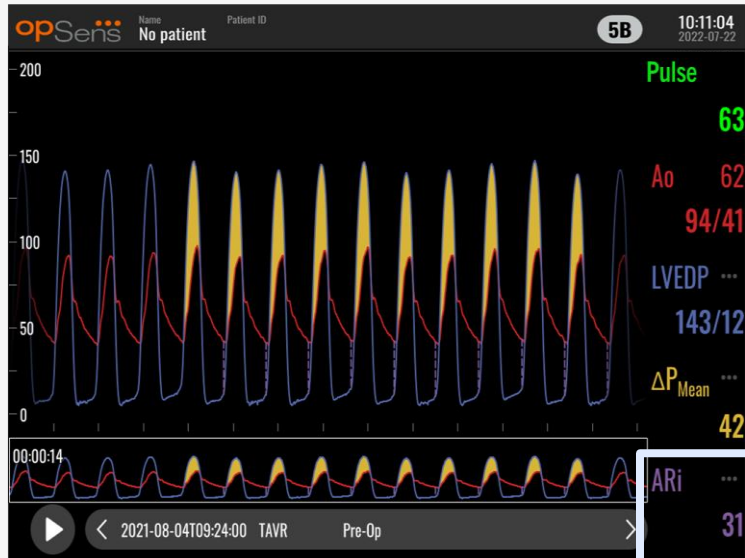 opSens
Name
Patient ID
No patient
5B
10:11:04
2022-07-22
200
150
100
50
0
Pulse
63
Ao 62
94/41
LVEDP ---
143/12
ΔPMean ---
42
ARi ---
31
00:00:14
2021-08-04T09:24:00 TAVR Pre-Op